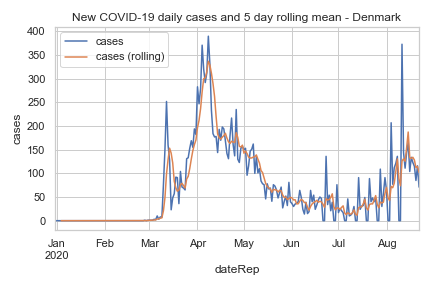 New COVID-19 daily cases and 5 day rolling mean - Denmark
400
350
300
250
200
150
100
50
0
cases
cases
cases (rolling)
Jan Feb Mar Apr May Jun Jul Aug
2020
dateRep